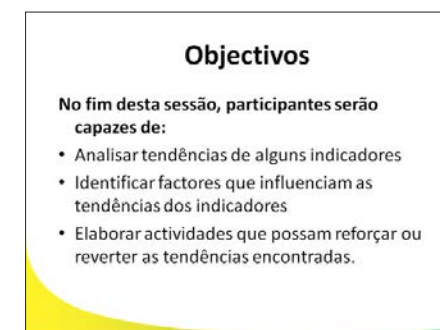 Objectivos
No fim desta sessão, participantes serão
capazes de:
• Analisar tendências de alguns indicadores
• Identificar factores que influenciam as
tendências dos indicadores
• Elaborar actividades que possam reforçar ou
reverter as tendências encontradas.